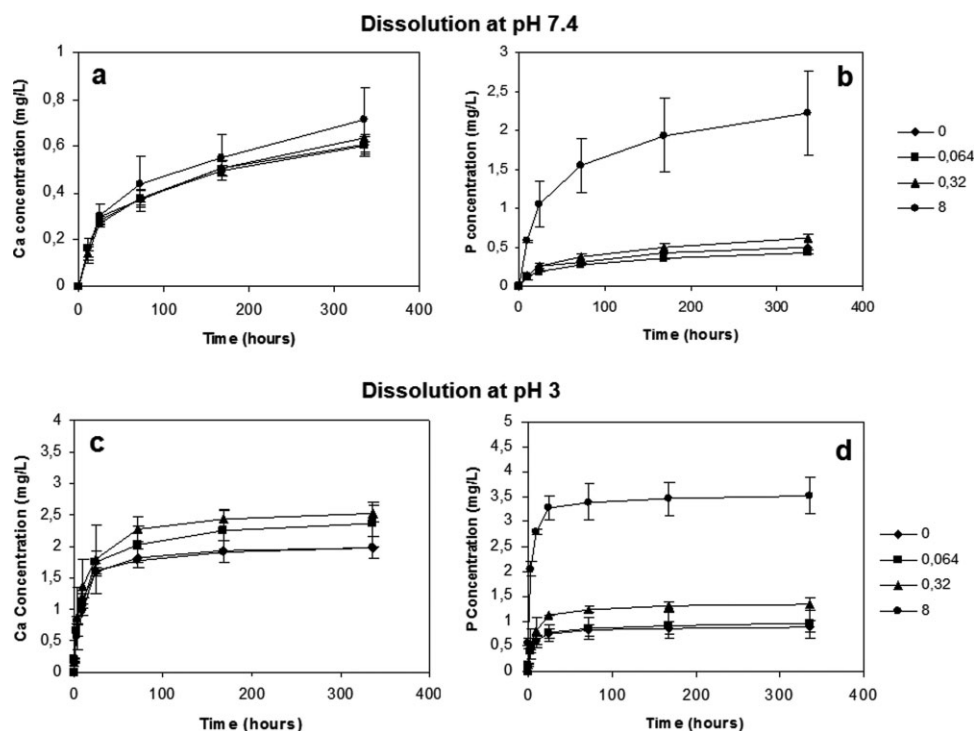 Dissolution at pH 7.4
a
Ca concentration (mg/L)
1
0,8
0,6
0,4
0,2
0
0 100 200 300 400
Time (hours)
b
P concentration (mg/L)
3
2,5
2
1,5
1
0,5
0
0 100 200 300 400
Time (hours)
0
0,064
0,32
8
Dissolution at pH 3
c
Ca Concentration (mg/L)
4
3,5
3
2,5
2
1,5
1
0,5
0
0 100 200 300 400
Time (hours)
d
P Concentration (mg/L)
5
4,5
4
3,5
3
2,5
2
1,5
1
0,5
0
0 100 200 300 400
Time (hours)
0
0,064
0,32
8